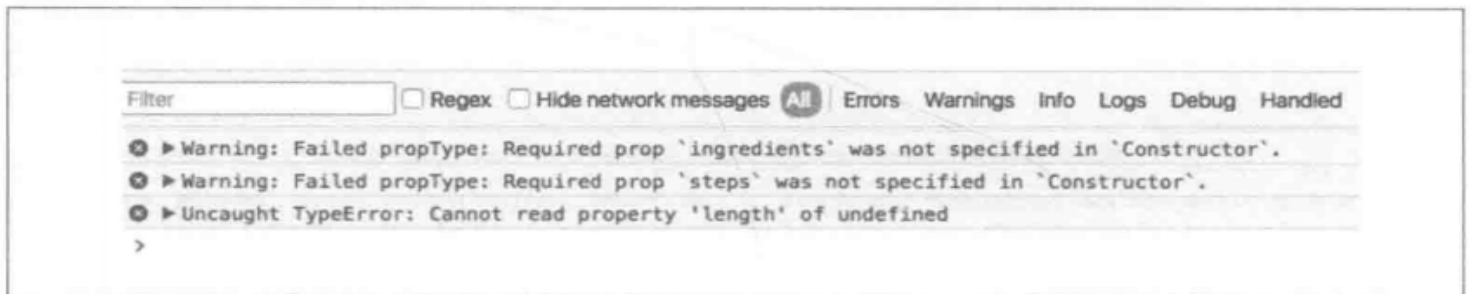 Filter Regex Hide network messages All Errors Warnings Info Logs Debug Handled
Warning: Failed propType: Required prop `ingredients` was not specified in `Constructor`.
Warning: Failed propType: Required prop `steps` was not specified in `Constructor`.
Uncaught TypeError: Cannot read property 'length' of undefined
>